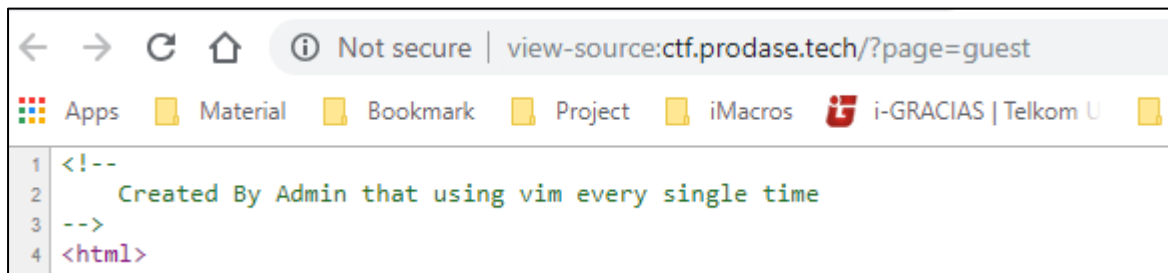 Not secure | view-source:ctf.prodase.tech/?page=guest
Apps Material Bookmark Project iMacros i-GRACIAS | Telkom U
1 <!--
2 Created By Admin that using vim every single time
3 -->
4 <html>